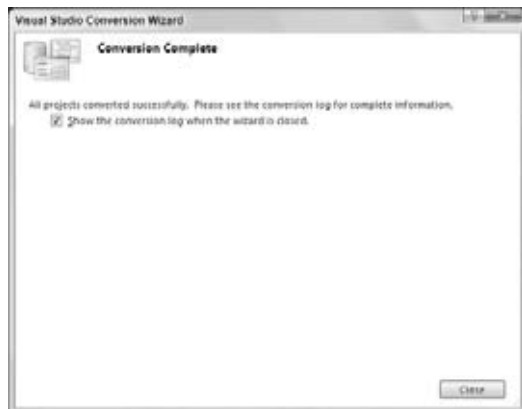 Visual Studio Conversion Wizard
Conversion Complete
All projects converted successfully. Please see the conversion log for complete information.
Show the conversion log when the wizard is closed.
Close